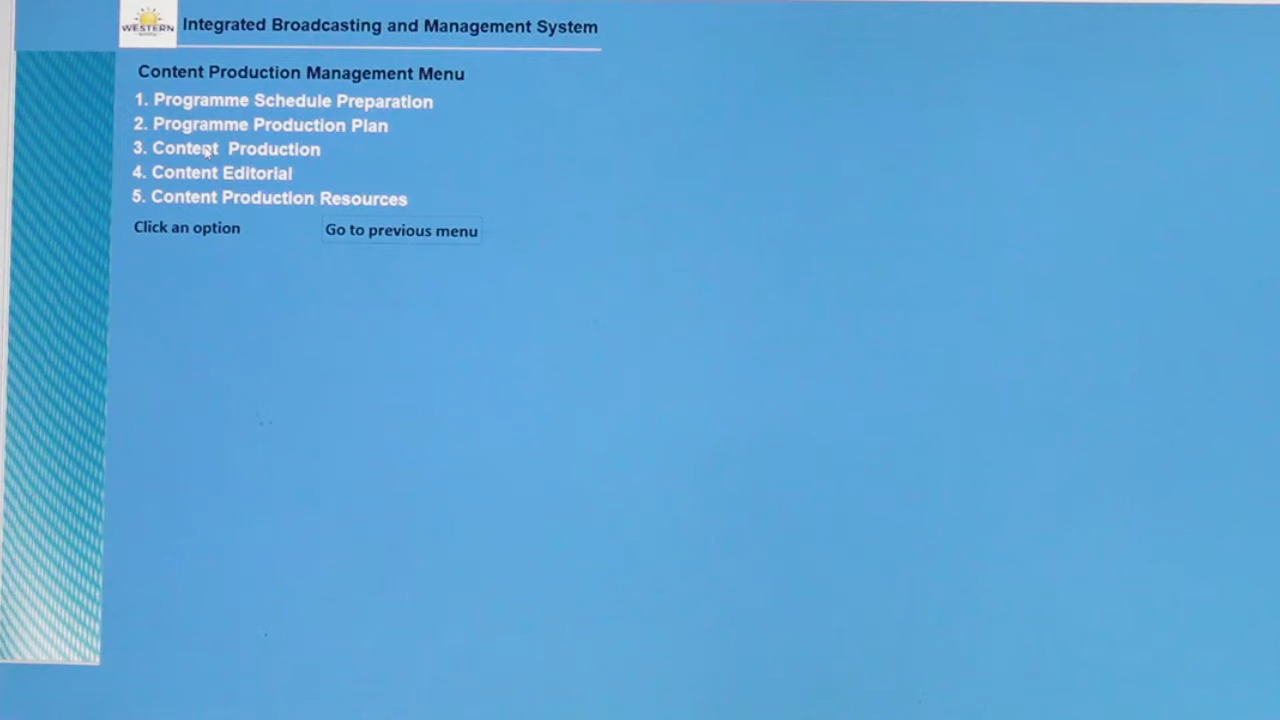 WESTERN
Integrated Broadcasting and Management System
Content Production Management Menu
1. Programme Schedule Preparation
2. Programme Production Plan
3. Content Production
4. Content Editorial
5. Content Production Resources
Click an option
Go to previous menu